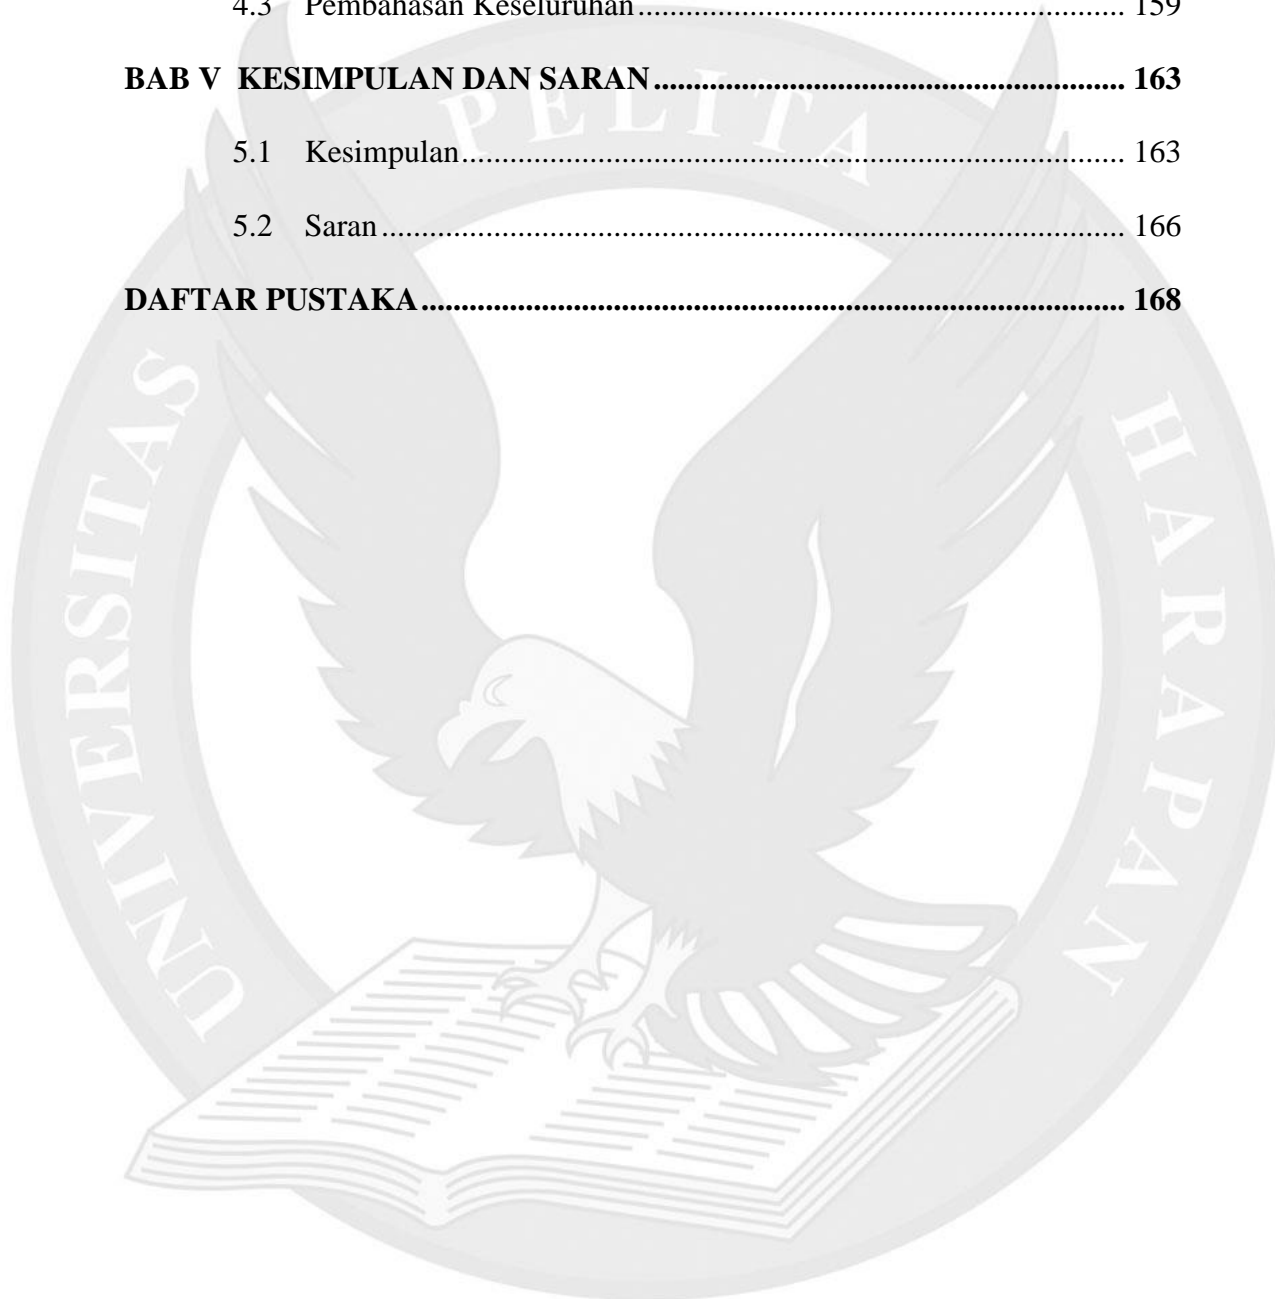 4.3 Pembahasan Keseluruhan.............................................................. 159
BAB V KESIMPULAN DAN SARAN............................................................ 163
5.1 Kesimpulan..................................................................................... 163
5.2 Saran............................................................................................... 166
DAFTAR PUSTAKA.......................................................................................... 168
UNIVERSITAS PELITA HARAPAN